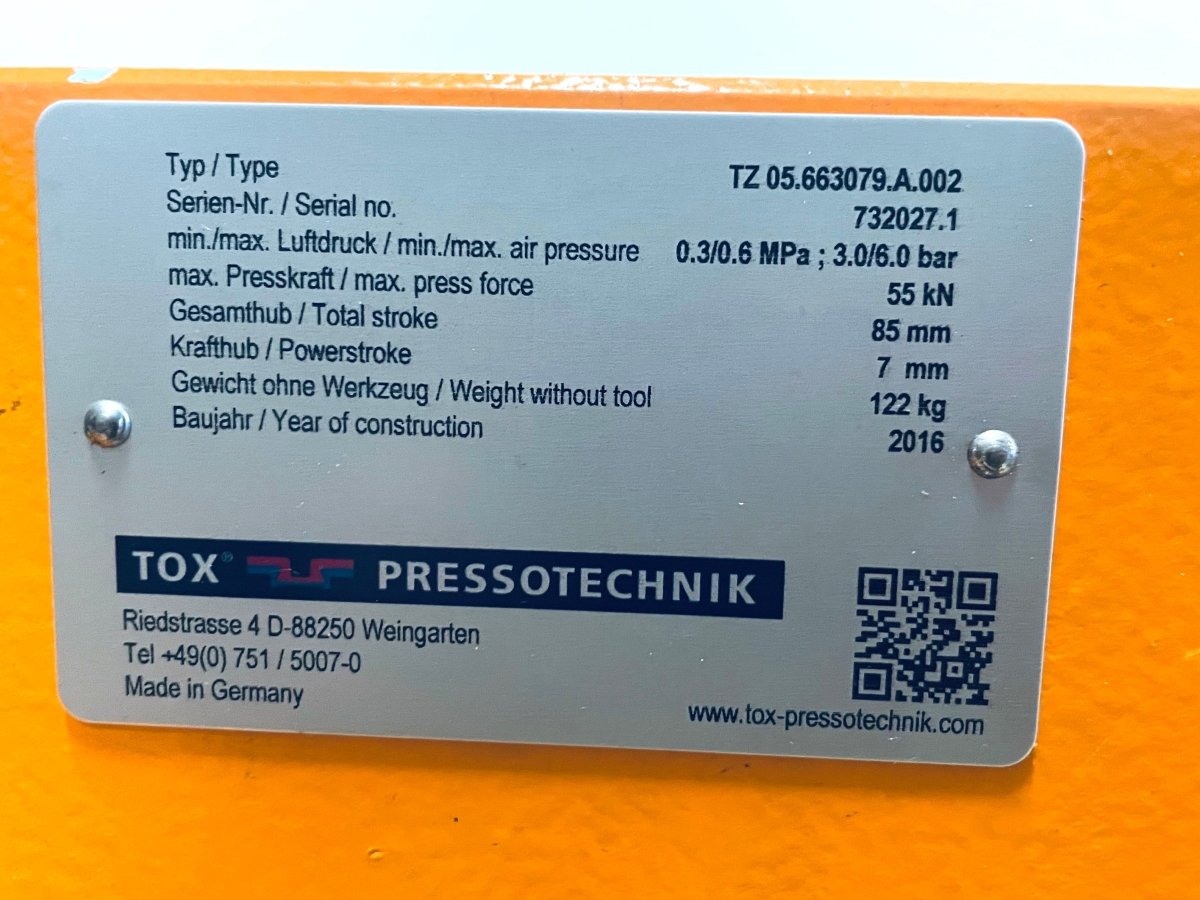 Typ / Type TZ 05.663079.A.002
Serien-Nr. / Serial no. 732027.1
min./max. Luftdruck / min./max. air pressure 0.3/0.6 MPa ; 3.0/6.0 bar
max. Presskraft / max. press force 55 kN
Gesamthub / Total stroke 85 mm
Krafthub / Powerstroke 7 mm
Gewicht ohne Werkzeug / Weight without tool 122 kg
Baujahr / Year of construction 2016
TOX® PRESSOTECHNIK
Riedstrasse 4 D-88250 Weingarten
Tel +49(0) 751 / 5007-0
Made in Germany
www.tox-pressotechnik.com